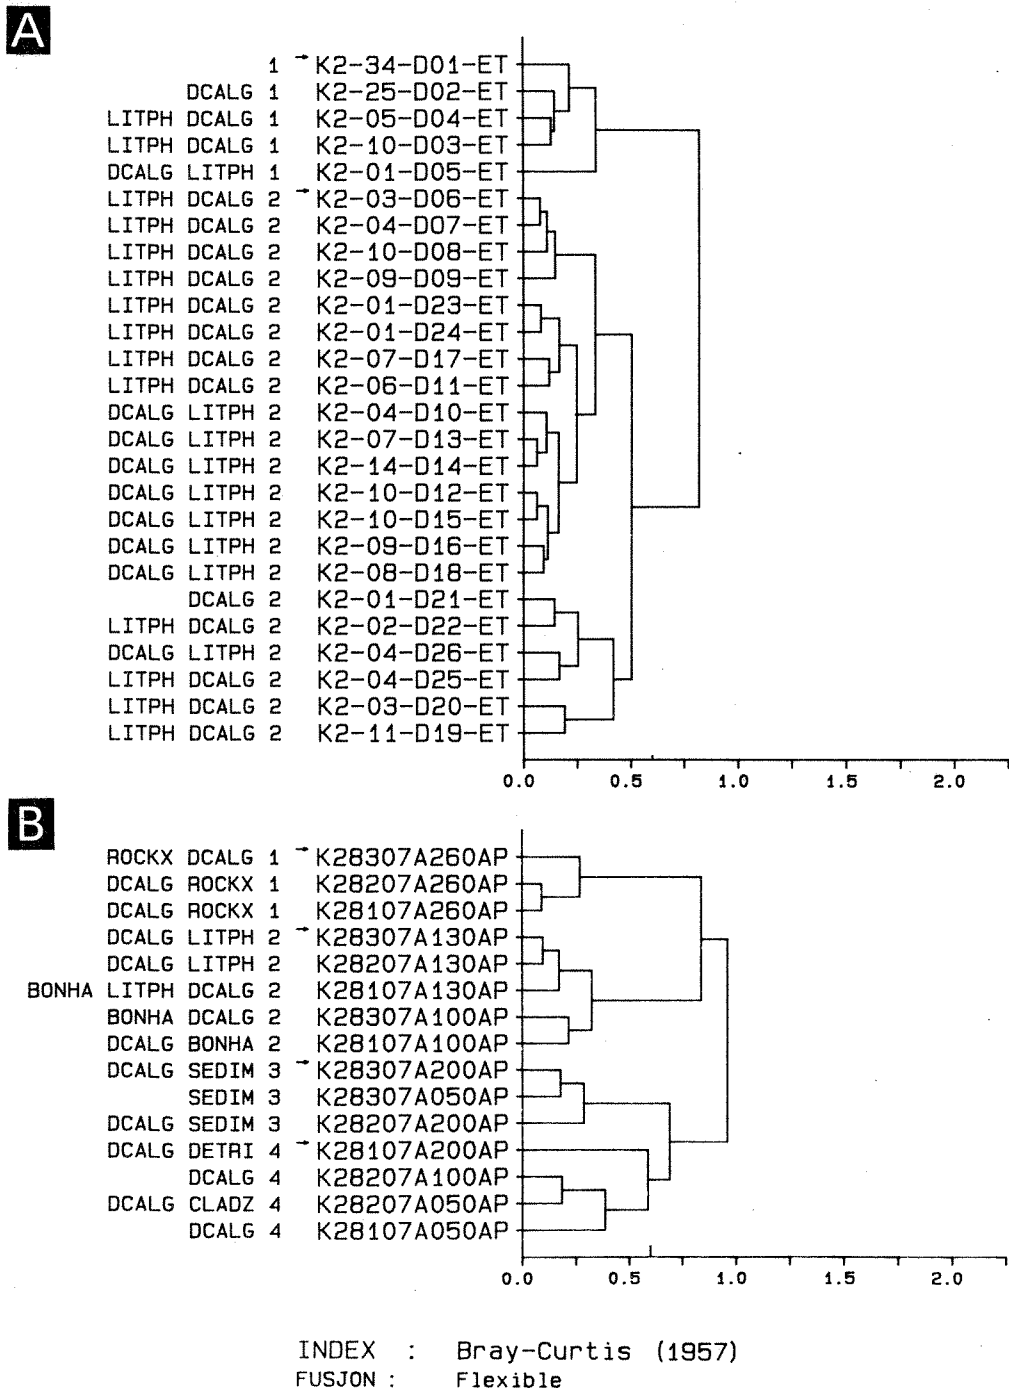 A
1 → K2-34-D01-ET
DCALG 1 K2-25-D02-ET
LITPH DCALG 1 K2-05-D04-ET
LITPH DCALG 1 K2-10-D03-ET
DCALG LITPH 1 K2-01-D05-ET
LITPH DCALG 2 → K2-03-D06-ET
LITPH DCALG 2 K2-04-D07-ET
LITPH DCALG 2 K2-10-D08-ET
LITPH DCALG 2 K2-09-D09-ET
LITPH DCALG 2 K2-01-D23-ET
LITPH DCALG 2 K2-01-D24-ET
LITPH DCALG 2 K2-07-D17-ET
LITPH DCALG 2 K2-06-D11-ET
DCALG LITPH 2 K2-04-D10-ET
DCALG LITPH 2 K2-07-D13-ET
DCALG LITPH 2 K2-14-D14-ET
DCALG LITPH 2 K2-10-D12-ET
DCALG LITPH 2 K2-10-D15-ET
DCALG LITPH 2 K2-09-D16-ET
DCALG LITPH 2 K2-08-D18-ET
DCALG 2 K2-01-D21-ET
LITPH DCALG 2 K2-02-D22-ET
DCALG LITPH 2 K2-04-D26-ET
LITPH DCALG 2 K2-04-D25-ET
LITPH DCALG 2 K2-03-D20-ET
LITPH DCALG 2 K2-11-D19-ET
0.0 0.5 1.0 1.5 2.0
B
ROCKX DCALG 1 → K28307A260AP
DCALG ROCKX 1 K28207A260AP
DCALG ROCKX 1 K28107A260AP
DCALG LITPH 2 → K28307A130AP
DCALG LITPH 2 K28207A130AP
BONHA LITPH DCALG 2 K28107A130AP
BONHA DCALG 2 K28307A100AP
DCALG BONHA 2 K28107A100AP
DCALG SEDIM 3 → K28307A200AP
SEDIM 3 K28307A050AP
DCALG SEDIM 3 K28207A200AP
DCALG DETRI 4 → K28107A200AP
DCALG 4 K28207A100AP
DCALG CLADZ 4 K28207A050AP
DCALG 4 K28107A050AP
0.0 0.5 1.0 1.5 2.0
INDEX : Bray-Curtis (1957)
FUSJON : Flexible